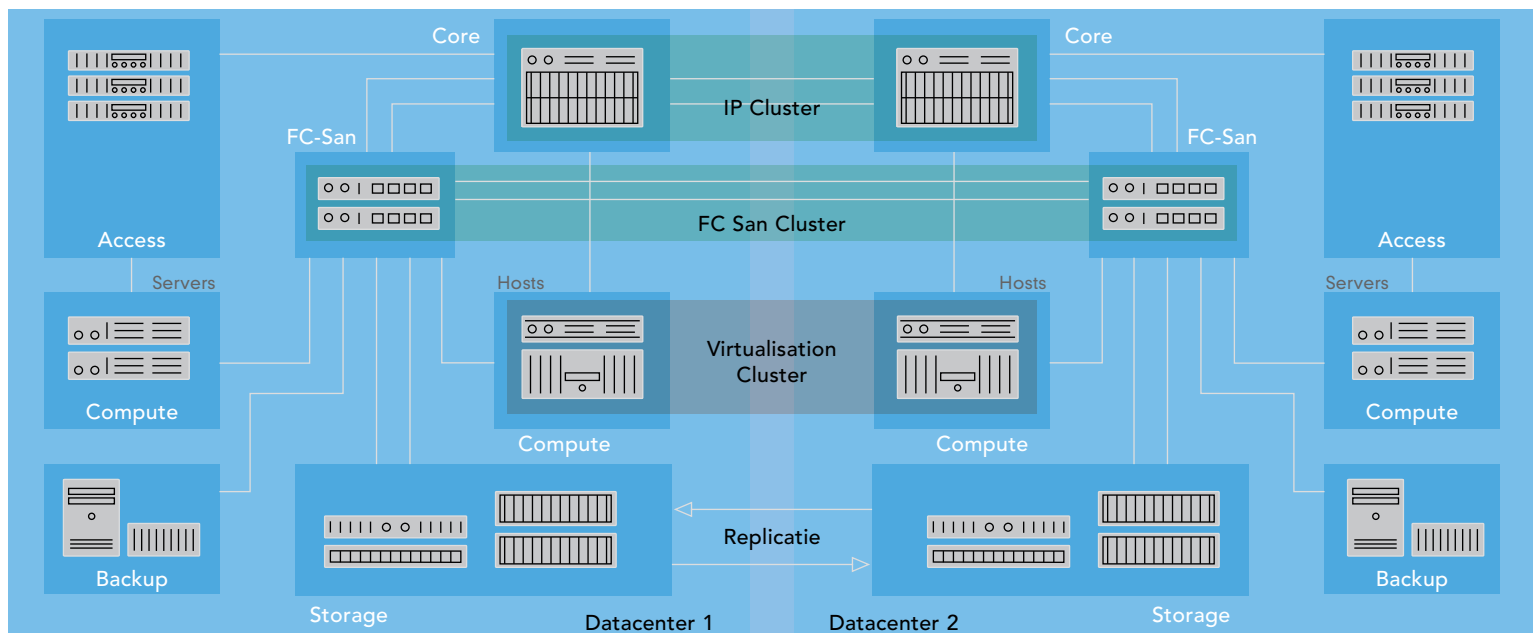 Core
Core
IP Cluster
FC-San
FC-San
FC San Cluster
Access
Access
Servers
Hosts
Hosts
Servers
Virtualisation
Cluster
Compute
Compute
Compute
Compute
Replicatie
Backup
Backup
Storage
Datacenter 1
Datacenter 2
Storage